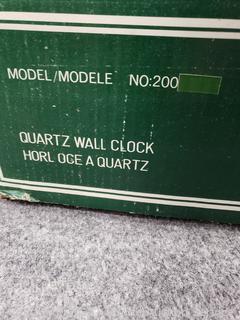 MODEL/MODELE NO:200
QUARTZ WALL CLOCK
HORL OGE A QUARTZ